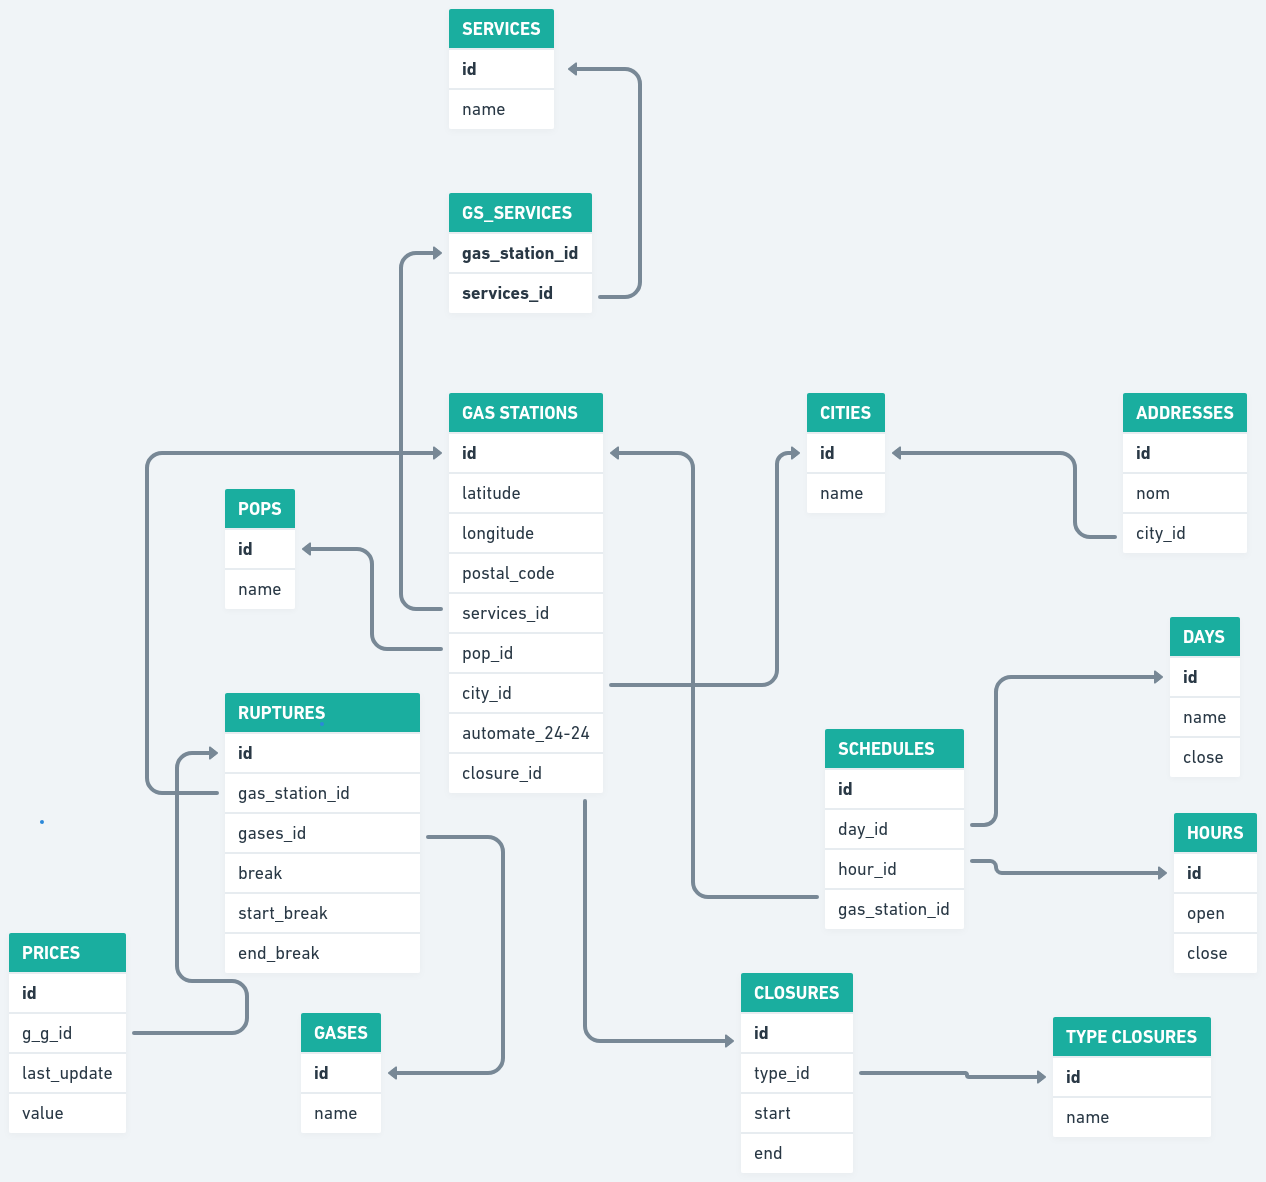 SERVICES
id
name
GS_SERVICES
gas_station_id
services_id
GAS STATIONS
id
latitude
longitude
postal_code
services_id
pop_id
city_id
automate_24-24
closure_id
CITIES
id
name
ADDRESSES
id
nom
city_id
POPS
id
name
RUPTURES
id
gas_station_id
gases_id
break
start_break
end_break
DAYS
id
name
close
SCHEDULES
id
day_id
hour_id
gas_station_id
HOURS
id
open
close
PRICES
id
g_g_id
last_update
value
GASES
id
name
CLOSURES
id
type_id
start
end
TYPE CLOSURES
id
name